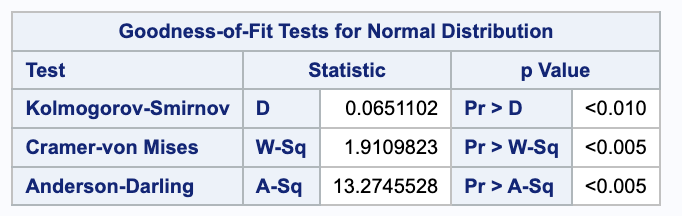 Goodness-of-Fit Tests for Normal Distribution
Test Statistic p Value
Kolmogorov-Smirnov D 0.0651102 Pr > D <0.010
Cramer-von Mises W-Sq 1.9109823 Pr > W-Sq <0.005
Anderson-Darling A-Sq 13.2745528 Pr > A-Sq <0.005